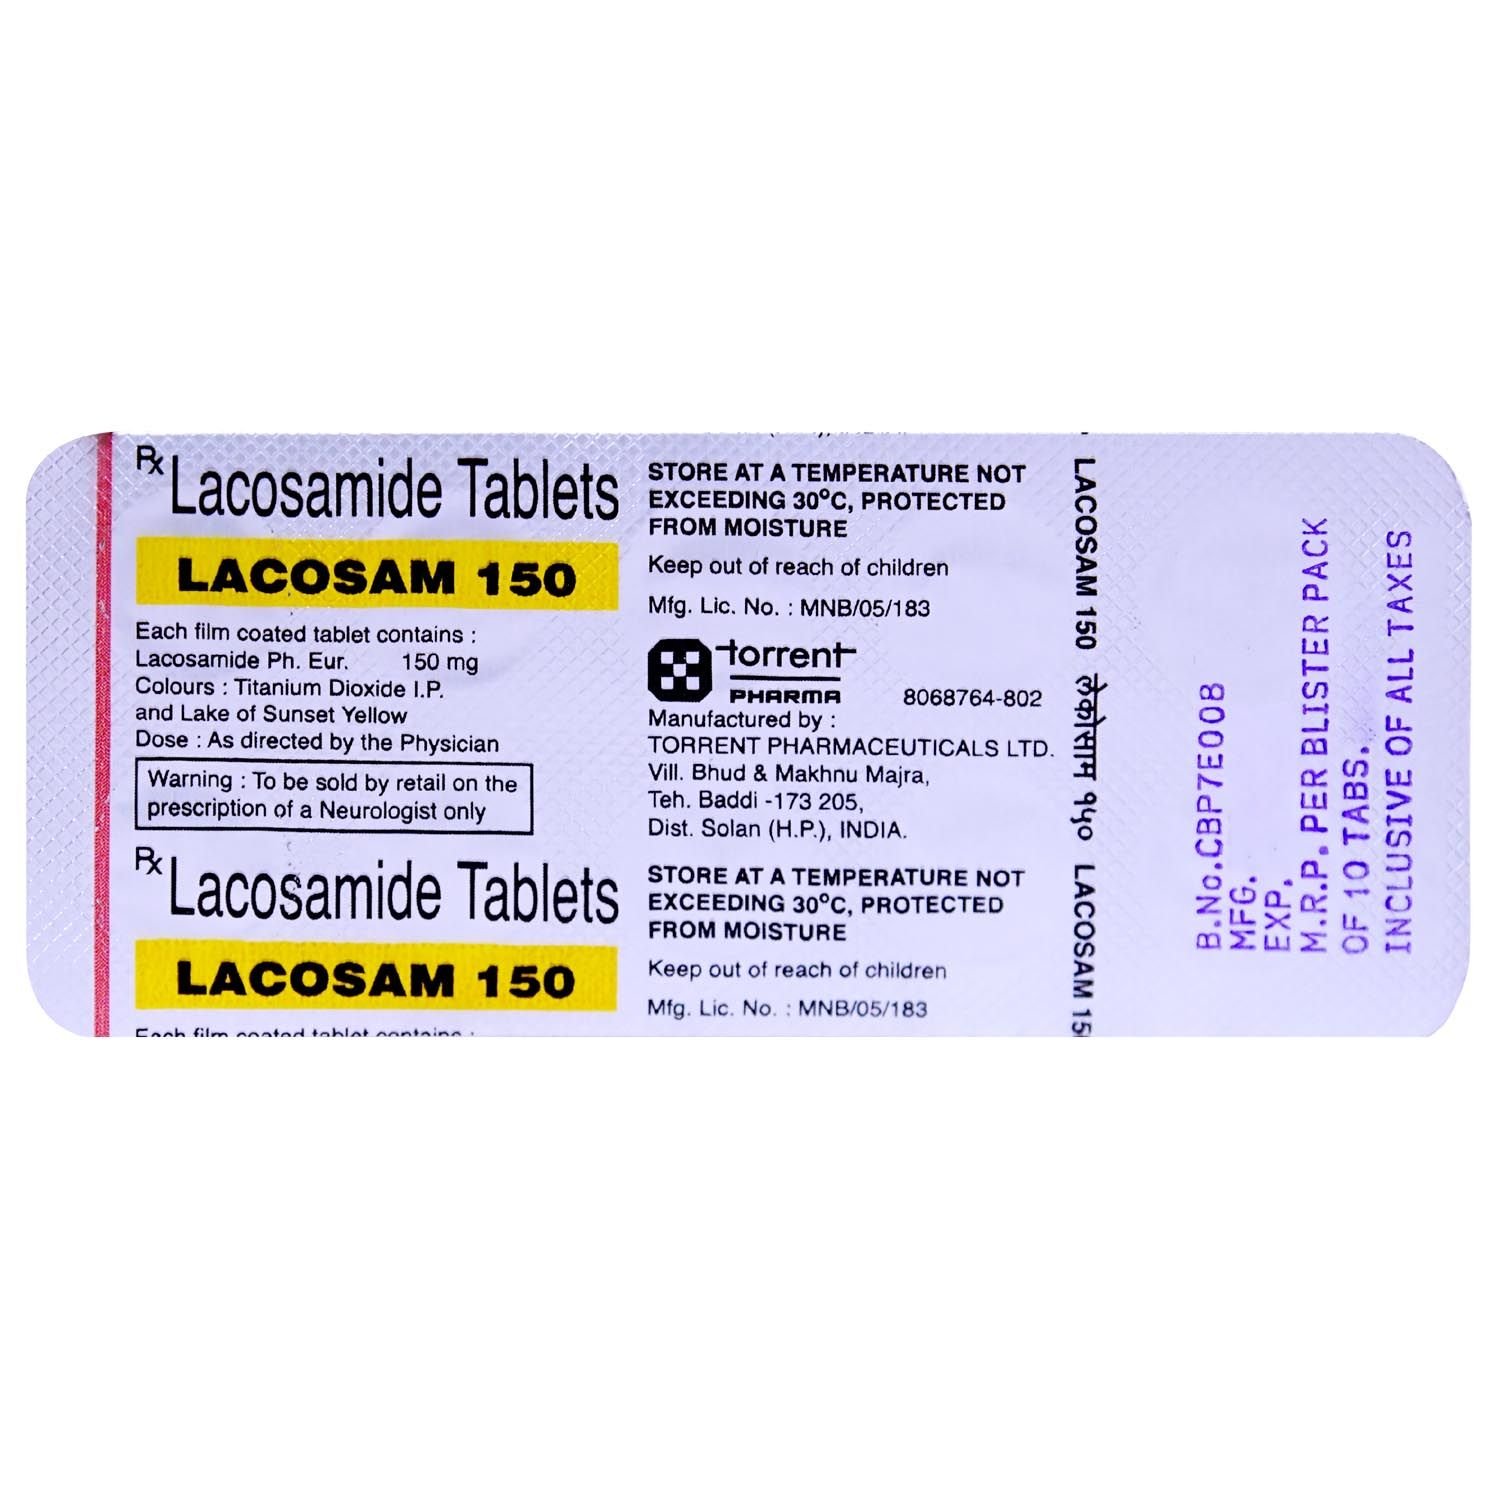 Rx Lacosamide Tablets
LACOSAM 150
Each film coated tablet contains :
Lacosamide Ph. Eur. 150 mg
Colours : Titanium Dioxide I.P.
and Lake of Sunset Yellow
Dose : As directed by the Physician
Warning : To be sold by retail on the
prescription of a Neurologist only
Rx Lacosamide Tablets
LACOSAM 150
Each film coated tablet contains :
STORE AT A TEMPERATURE NOT
EXCEEDING 30°C, PROTECTED
FROM MOISTURE
Keep out of reach of children
Mfg. Lic. No. : MNB/05/183
torrent
PHARMA 8068764-802
Manufactured by :
TORRENT PHARMACEUTICALS LTD.
Vill. Bhud & Makhnu Majra,
Teh. Baddi -173 205,
Dist. Solan (H.P.), INDIA.
STORE AT A TEMPERATURE NOT
EXCEEDING 30°C, PROTECTED
FROM MOISTURE
Keep out of reach of children
Mfg. Lic. No. : MNB/05/183
LACOSAM 150 लेकोसाम १५० LACOSAM 15
B.No.CBP7E008
MFG.
EXP.
M.R.P. PER BLISTER PACK
OF 10 TABS.
INCLUSIVE OF ALL TAXES